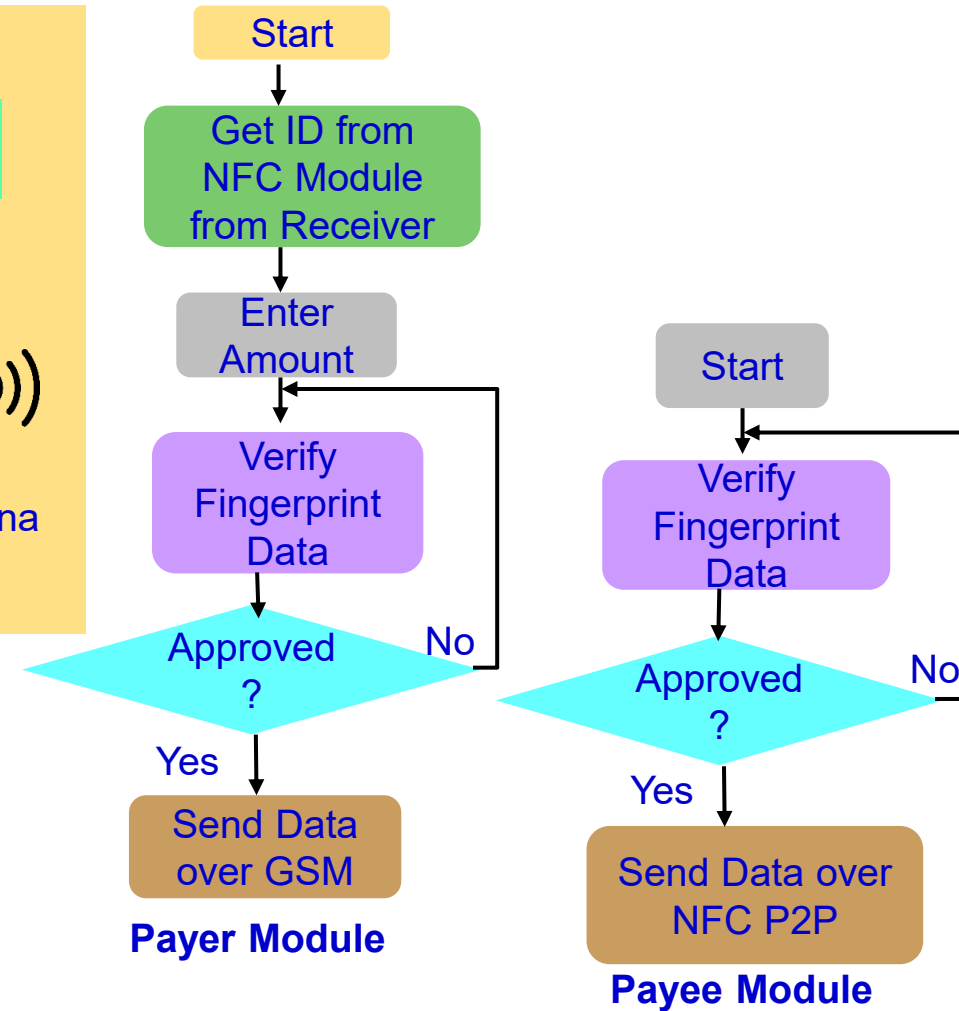 Start
Get ID from
NFC Module
from Receiver
Enter
Amount
Verify
Fingerprint
Data
Approved
?
No
Yes
Send Data
over GSM
Payer Module
Start
Verify
Fingerprint
Data
Approved
?
No
Yes
Send Data over
NFC P2P
Payee Module